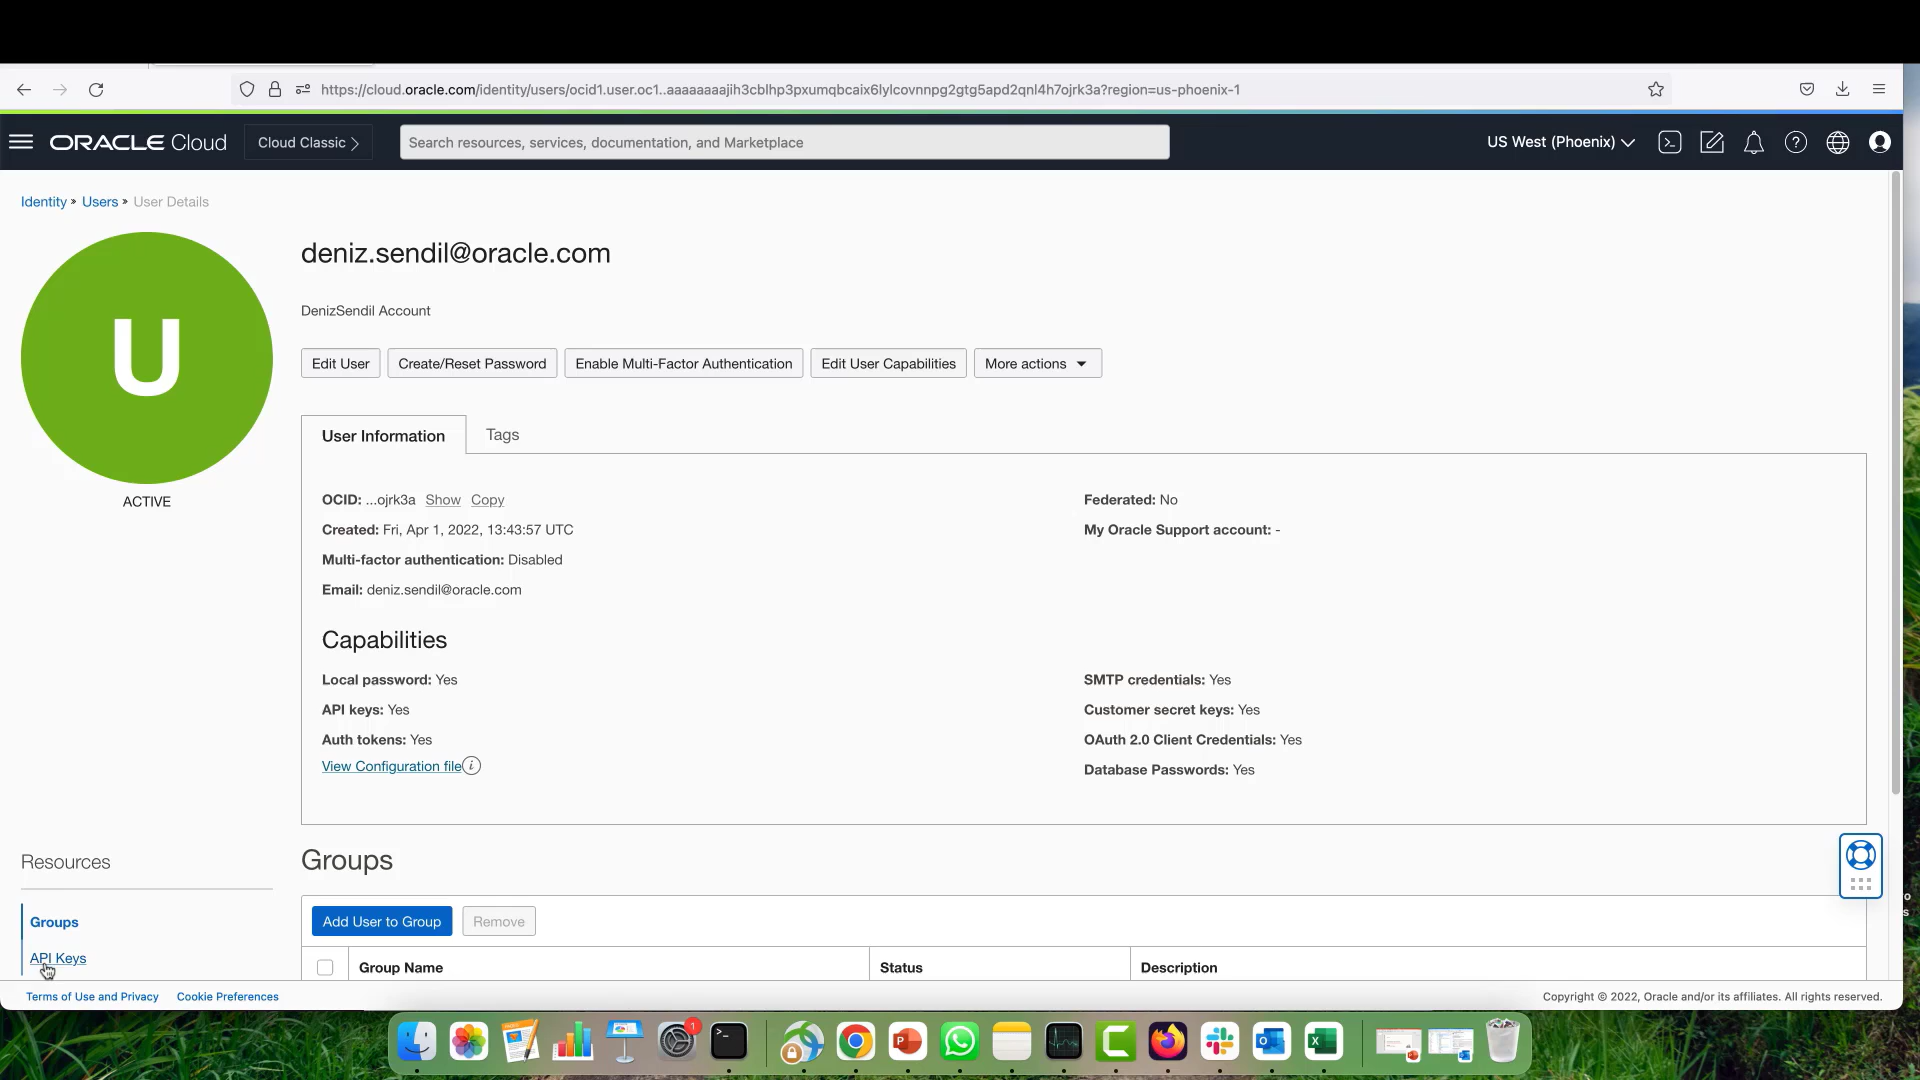 https://cloud.oracle.com/identity/users/ocid1.user.oc1..aaaaaaaajih3cblhp3pxumqbcaix6lylcovnnpg2gtg5apd2qnl4h7ojrk3a?region=us-phoenix-1
ORACLE Cloud
Cloud Classic >
Search resources, services, documentation, and Marketplace
US West (Phoenix)
Identity » Users » User Details
U
ACTIVE
deniz.sendil@oracle.com
DenizSendil Account
Edit User
Create/Reset Password
Enable Multi-Factor Authentication
Edit User Capabilities
More actions
User Information
Tags
OCID: ...ojrk3a Show Copy
Created: Fri, Apr 1, 2022, 13:43:57 UTC
Multi-factor authentication: Disabled
Email: deniz.sendil@oracle.com
Federated: No
My Oracle Support account: -
Capabilities
Local password: Yes
API keys: Yes
Auth tokens: Yes
View Configuration file
SMTP credentials: Yes
Customer secret keys: Yes
OAuth 2.0 Client Credentials: Yes
Database Passwords: Yes
Resources
Groups
API Keys
Groups
Add User to Group
Remove
Group Name
Status
Description
Terms of Use and Privacy
Cookie Preferences
Copyright © 2022, Oracle and/or its affiliates. All rights reserved.
1